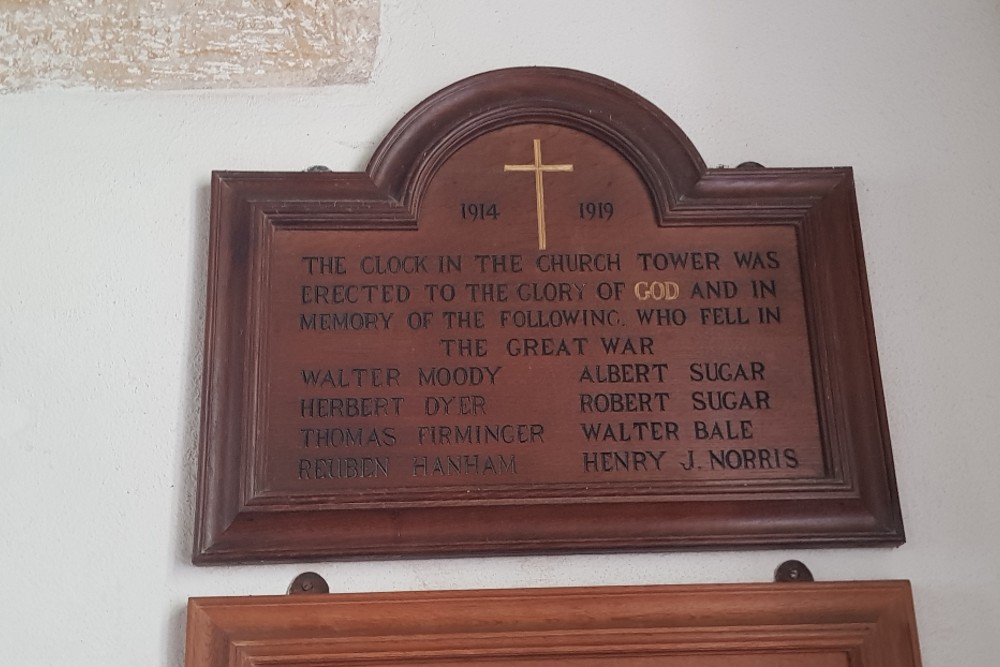 1914 1919
THE CLOCK IN THE CHURCH TOWER WAS
ERECTED TO THE GLORY OF GOD AND IN
MEMORY OF THE FOLLOWING. WHO FELL IN
THE GREAT WAR
WALTER MOODY ALBERT SUGAR
HERBERT DYER ROBERT SUGAR
THOMAS FIRMINGER WALTER BALE
REUBEN HANHAM HENRY J. NORRIS